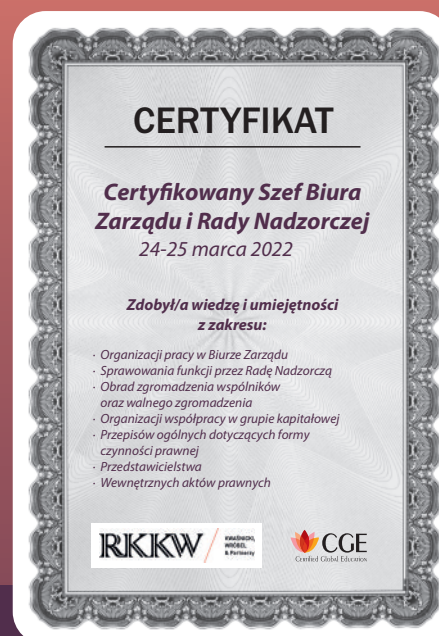 CERTYFIKAT
Certyfikowany Szef Biura
Zarządu i Rady Nadzorczej
24-25 marca 2022
Zdobył/a wiedzę i umiejętności
z zakresu:
· Organizacji pracy w Biurze Zarządu
· Sprawowania funkcji przez Radę Nadzorczą
· Obrad zgromadzenia wspólników
oraz walnego zgromadzenia
· Organizacji współpracy w grupie kapitałowej
· Przepisów ogólnych dotyczących formy
czynności prawnej
· Przedstawicielstwa
· Wewnętrznych aktów prawnych
RKKW
KWAŚNICKI,
WRÓBEL
& Partnerzy
CGE
Certified Global Education